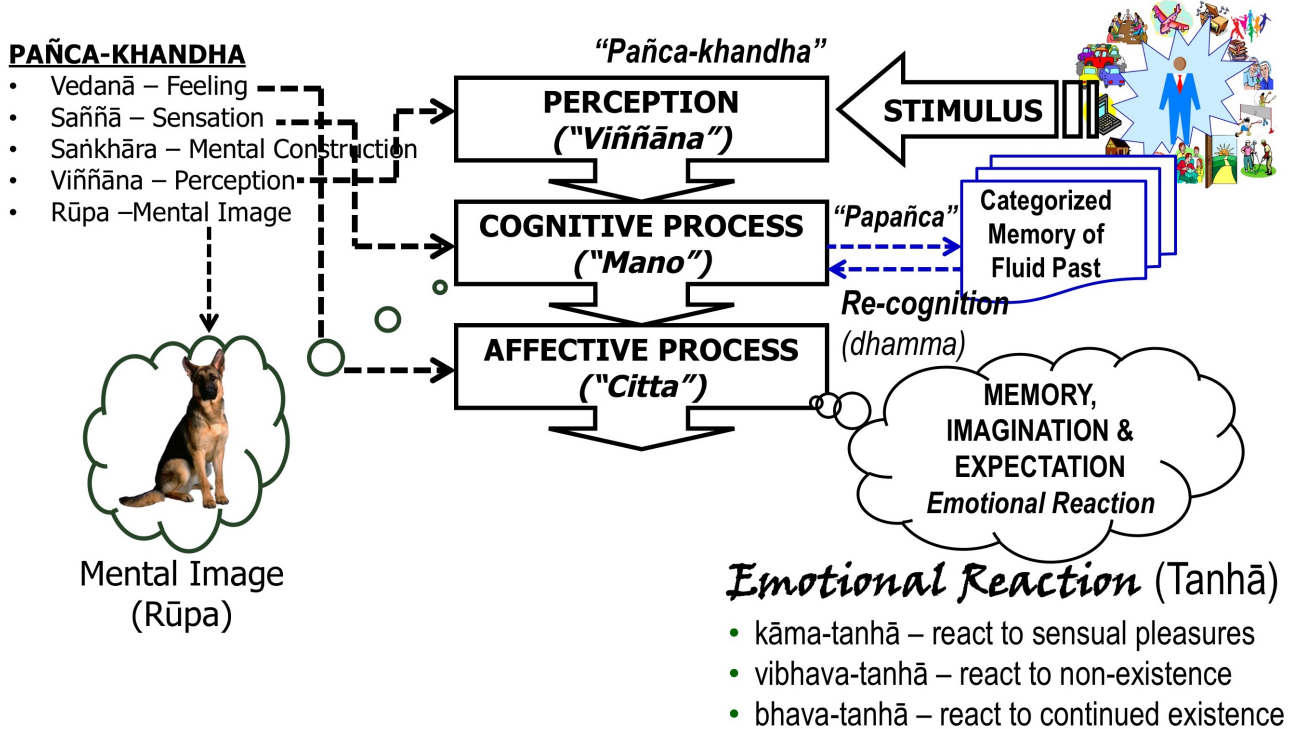 PAÑCA-KHANDHA
• Vedanā – Feeling
• Saññā – Sensation
• Saṅkhāra – Mental Construction
• Viññāna – Perception
• Rūpa –Mental Image
Mental Image
(Rūpa)
“Pañca-khandha”
PERCEPTION
(“Viññāna”)
STIMULUS
COGNITIVE PROCESS
(“Mano”)
“Papañca”
Categorized
Memory of
Fluid Past
Re-cognition
(dhamma)
AFFECTIVE PROCESS
(“Citta”)
MEMORY,
IMAGINATION &
EXPECTATION
Emotional Reaction
Emotional Reaction (Tanhā)
• kāma-tanhā – react to sensual pleasures
• vibhava-tanhā – react to non-existence
• bhava-tanhā – react to continued existence